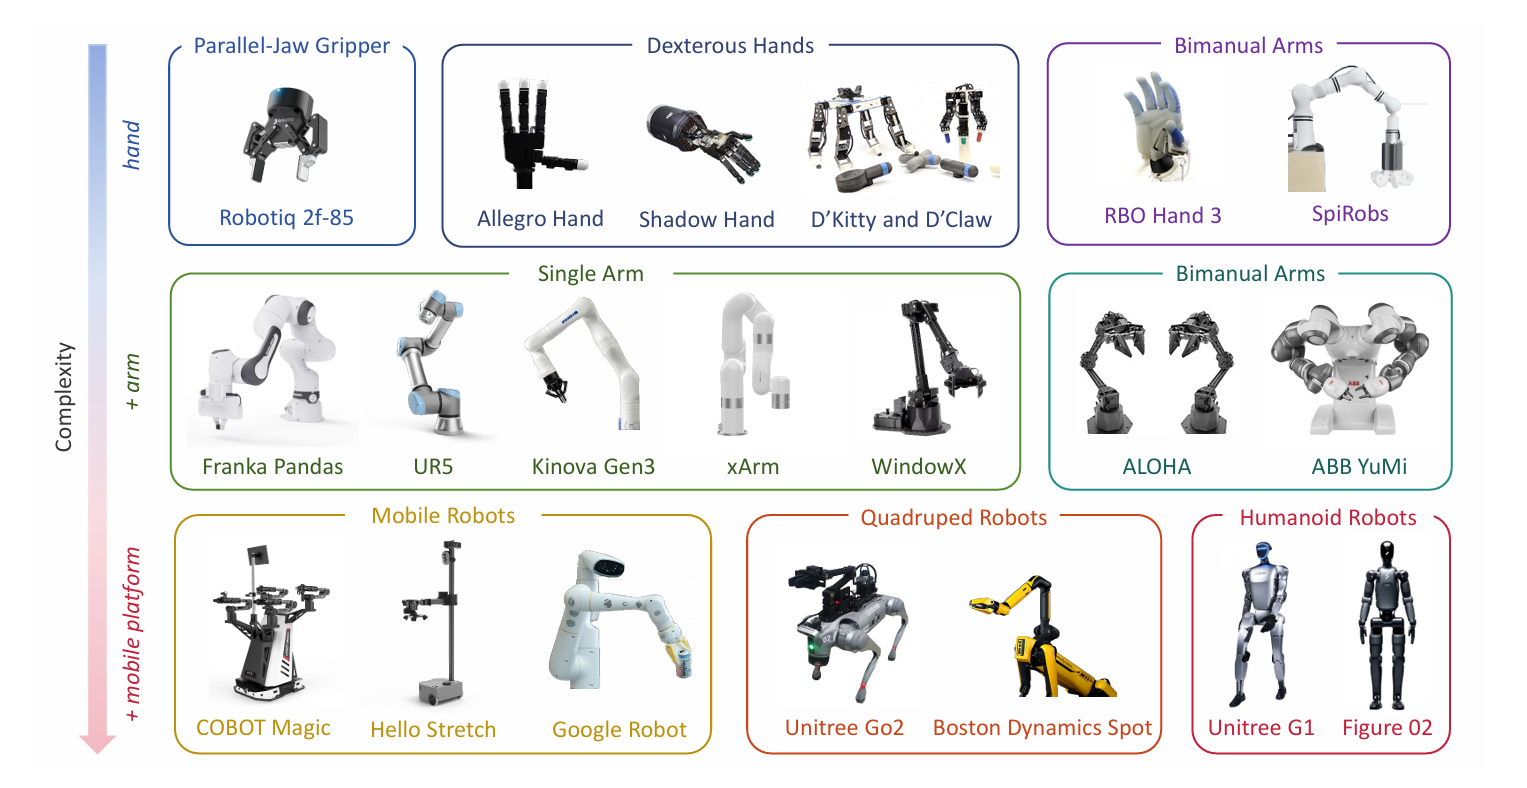 Complexity
hand
Parallel-Jaw Gripper
Robotiq 2f-85
Dexterous Hands
Allegro Hand
Shadow Hand
D’Kitty and D’Claw
Bimanual Arms
RBO Hand 3
SpiRobs
+ arm
Single Arm
Franka Pandas
UR5
Kinova Gen3
xArm
WindowX
Bimanual Arms
ALOHA
ABB
ABB YuMi
+ mobile platform
Mobile Robots
COBOT Magic
Hello Stretch
Google Robot
Quadruped Robots
Unitree Go2
Boston Dynamics Spot
Humanoid Robots
Unitree G1
Figure 02